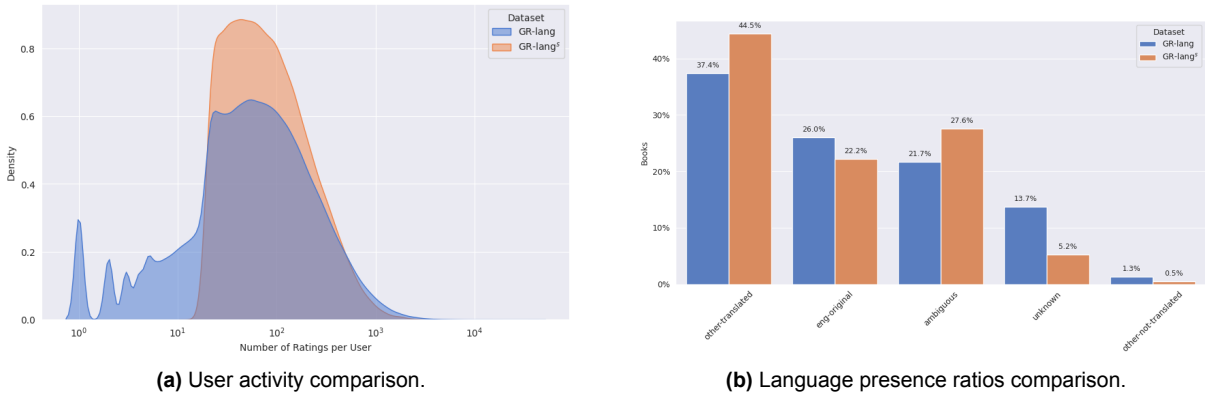 Dataset
GR-lang
GR-langˢ
0.8
0.6
0.4
0.2
0.0
Density
10⁰
10¹
10²
10³
10⁴
Number of Ratings per User
(a) User activity comparison.
Dataset
GR-lang
GR-langˢ
40%
30%
20%
10%
0%
Books
37.4%
44.5%
26.0%
22.2%
21.7%
27.6%
13.7%
5.2%
1.3%
0.5%
other-translated
eng-original
ambiguous
unknown
other-not-translated
(b) Language presence ratios comparison.